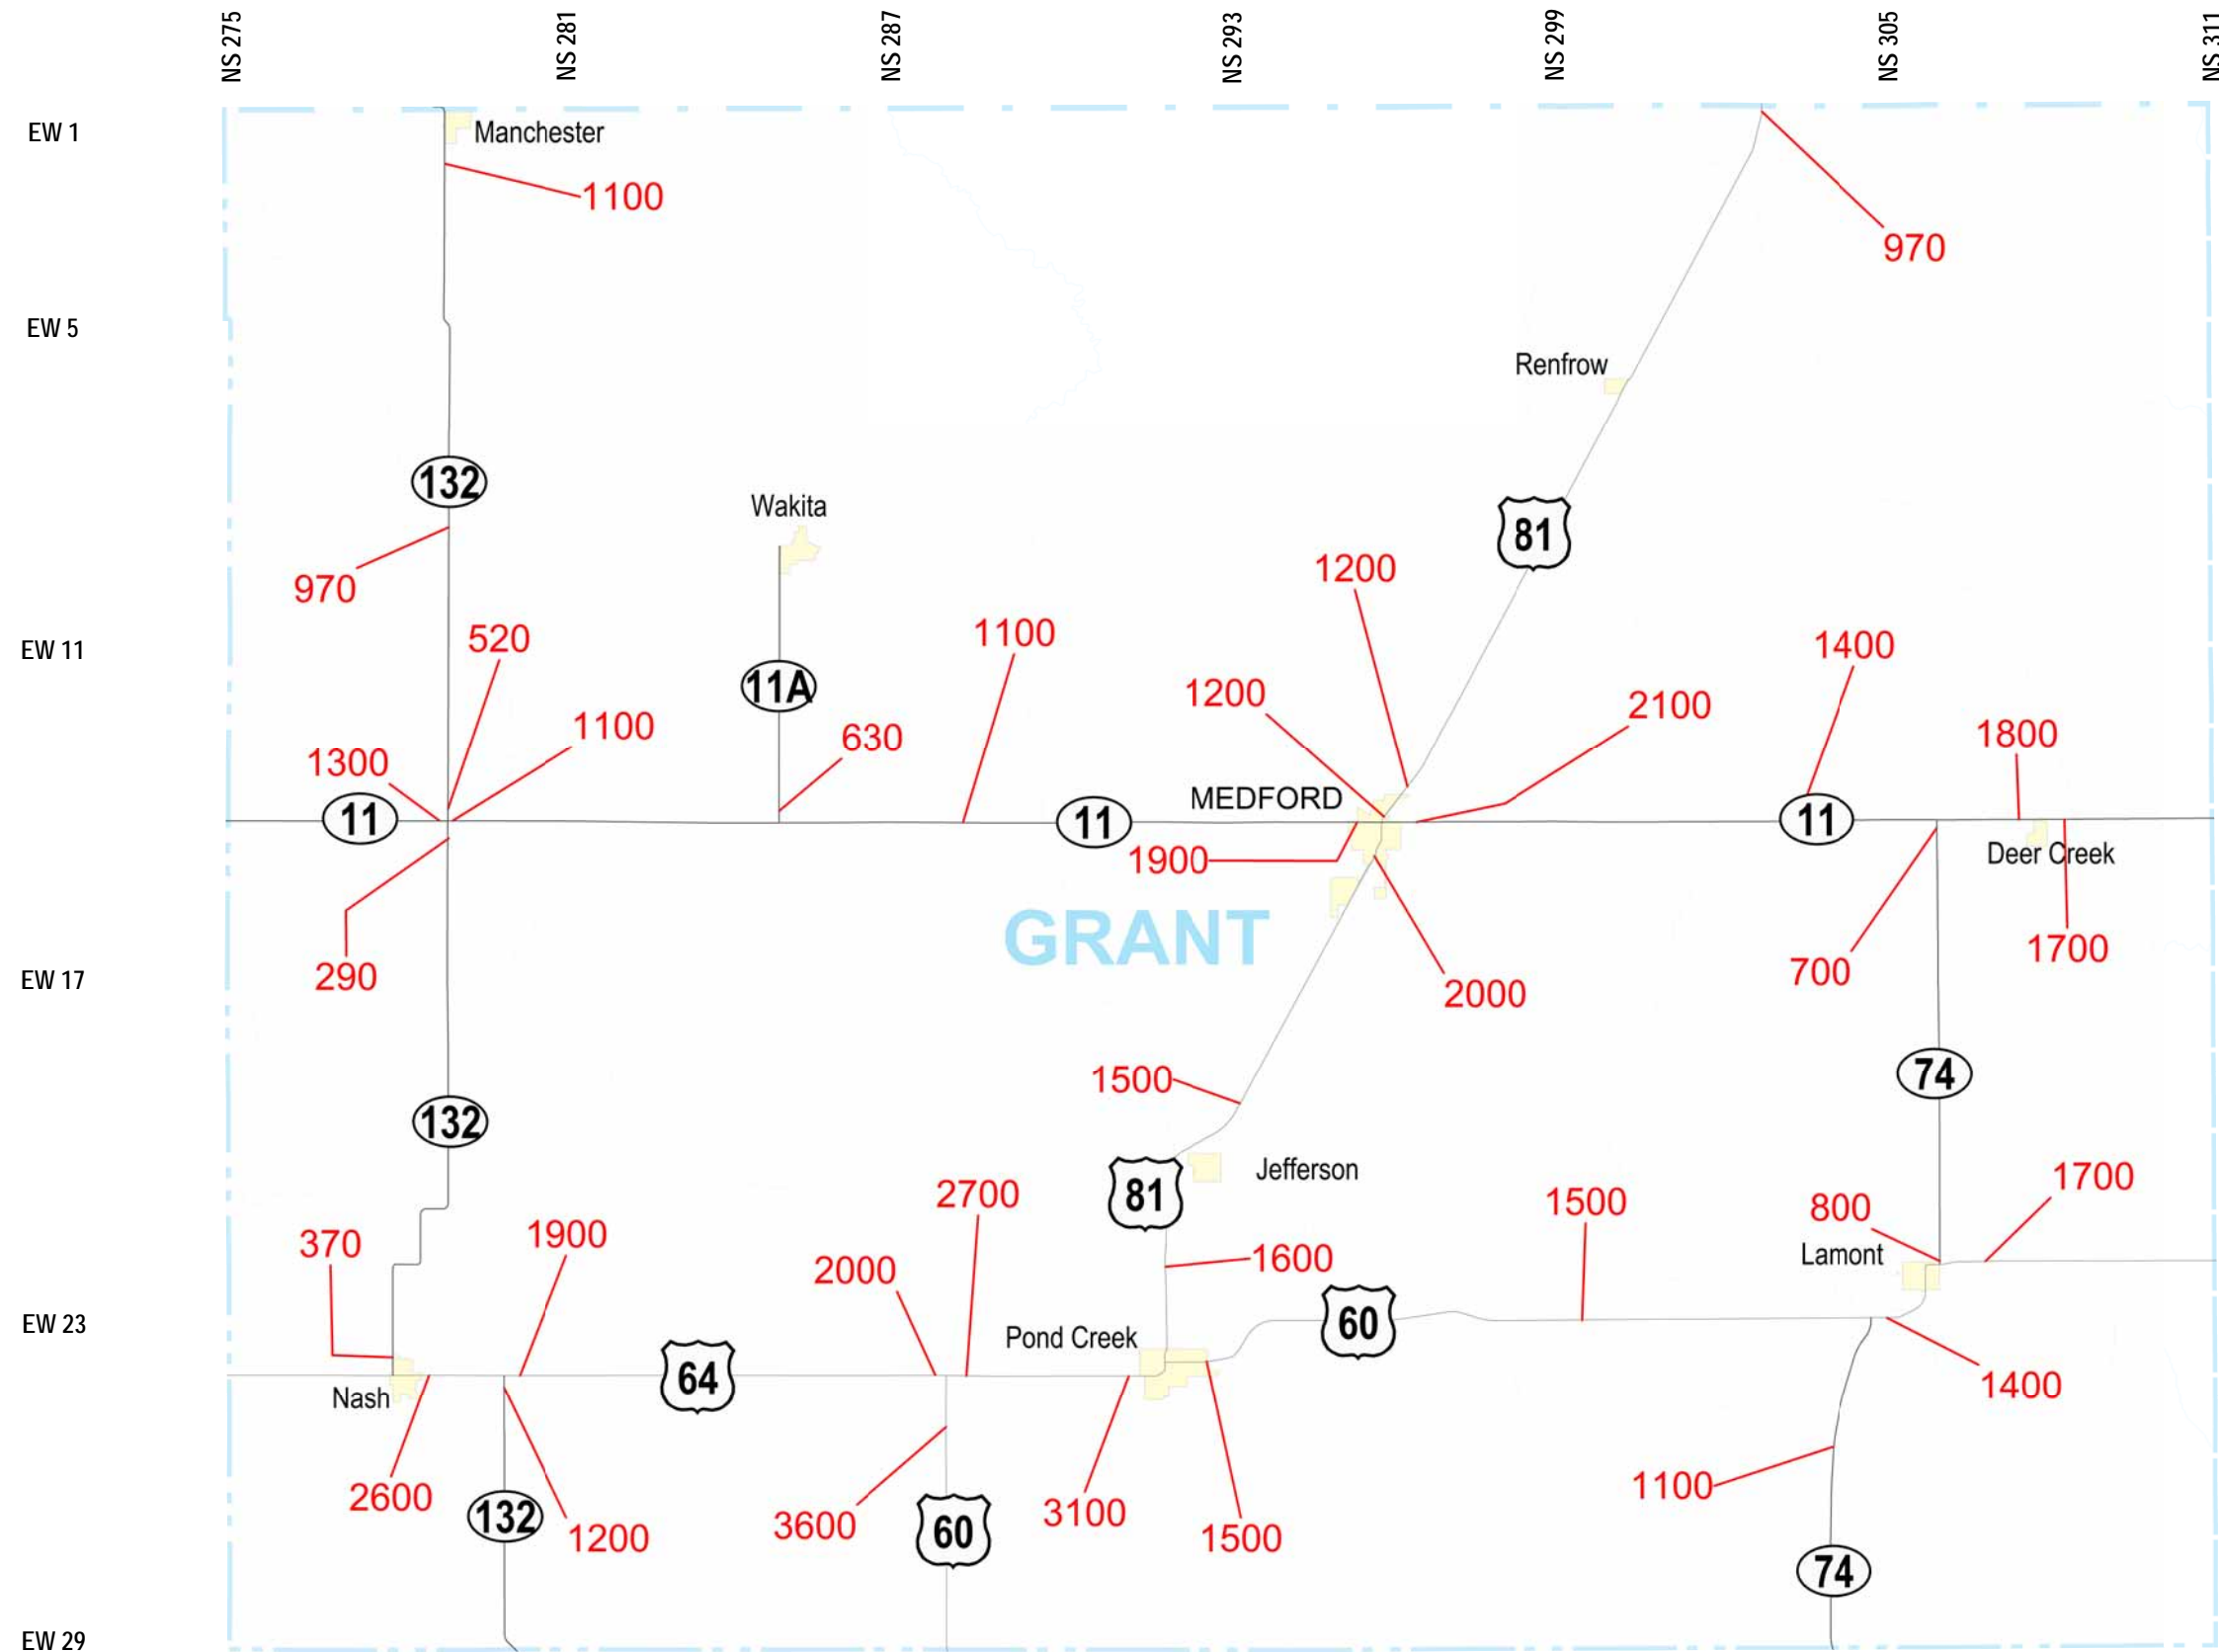 NS 275
NS 281
NS 287
NS 293
NS 299
NS 305
NS 311
EW 1
Manchester
1100
970
EW 5
Renfrow
132
Wakita
81
970
1200
EW 11
520
1100
1400
11A
1200
2100
1100
630
1800
1300
MEDFORD
11
11
11
1900
Deer Creek
GRANT
1700
700
EW 17
290
2000
74
1500
132
Jefferson
1700
81
2700
1500
800
370
1900
Lamont
1600
2000
EW 23
60
Pond Creek
64
1400
Nash
1100
2600
3100
132
3600
60
1200
1500
74
EW 29